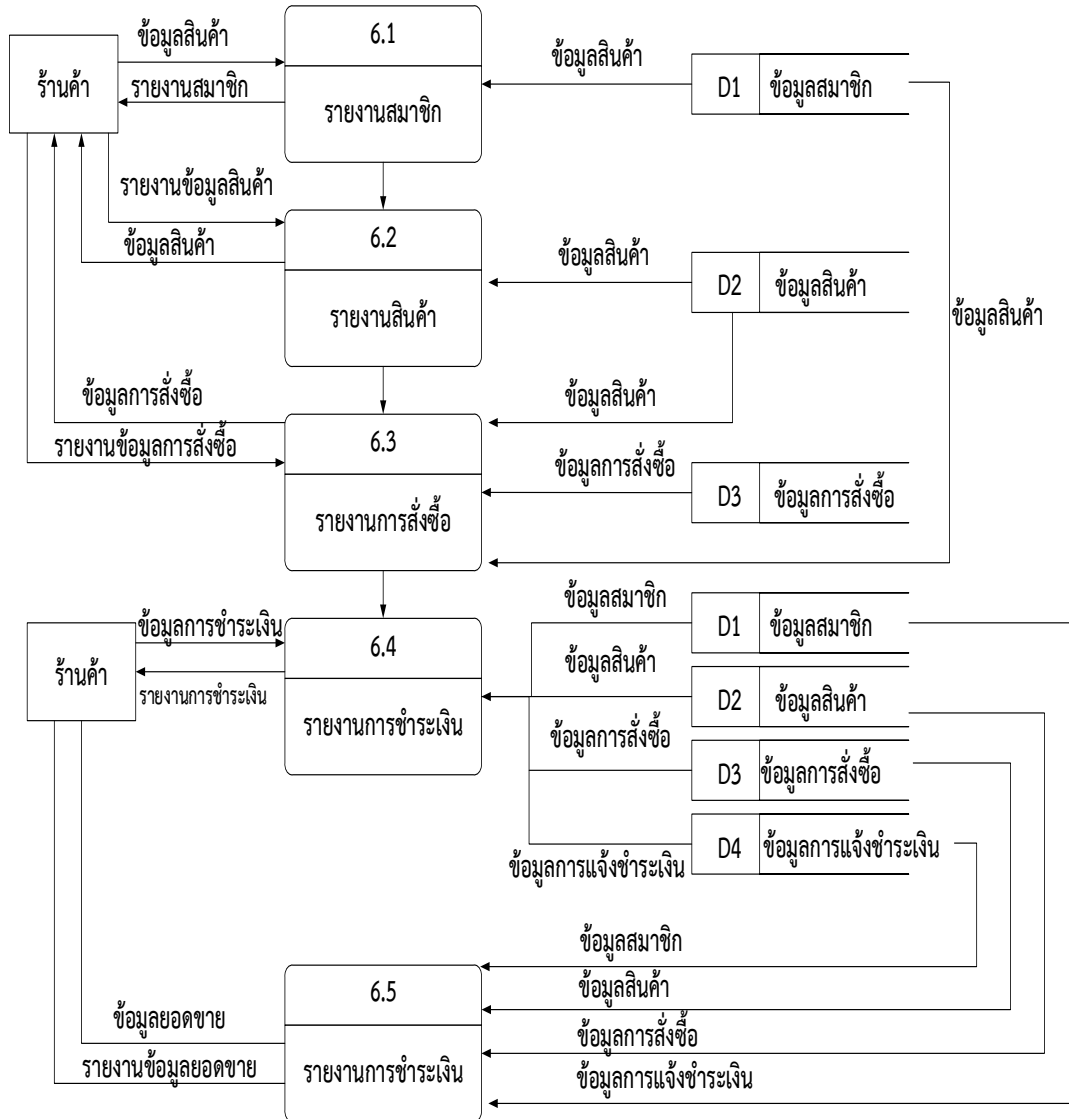 ข้อมูลสินค้า
6.1
ข้อมูลสินค้า
ร้านค้า
รายงานสมาชิก
รายงานสมาชิก
D1
ข้อมูลสมาชิก
รายงานข้อมูลสินค้า
ข้อมูลสินค้า
6.2
รายงานสินค้า
ข้อมูลสินค้า
D2
ข้อมูลสินค้า
ข้อมูลสินค้า
ข้อมูลสินค้า
ข้อมูลการสั่งซื้อ
รายงานข้อมูลการสั่งซื้อ
6.3
รายงานการสั่งซื้อ
ข้อมูลการสั่งซื้อ
D3
ข้อมูลการสั่งซื้อ
ร้านค้า
ข้อมูลการชำระเงิน
รายงานการชำระเงิน
6.4
รายงานการชำระเงิน
ข้อมูลสมาชิก
D1
ข้อมูลสมาชิก
ข้อมูลสินค้า
D2
ข้อมูลสินค้า
ข้อมูลการสั่งซื้อ
D3
ข้อมูลการสั่งซื้อ
ข้อมูลการแจ้งชำระเงิน
D4
ข้อมูลการแจ้งชำระเงิน
6.5
รายงานการชำระเงิน
ข้อมูลสมาชิก
ข้อมูลสินค้า
ข้อมูลการสั่งซื้อ
ข้อมูลการแจ้งชำระเงิน
ข้อมูลยอดขาย
รายงานข้อมูลยอดขาย